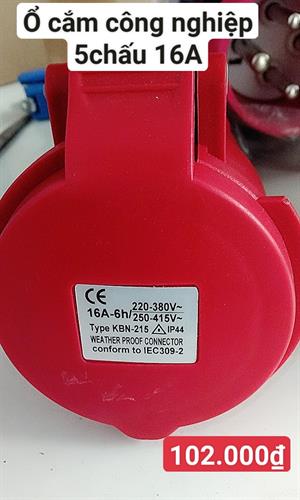 Ổ cắm công nghiệp
5chấu 16A
CE
16A-6h/220-380V~
250-415V~
Type KBN-215 IP44
WEATHER PROOF CONNECTOR
conform to IEC309-2
102.000₫